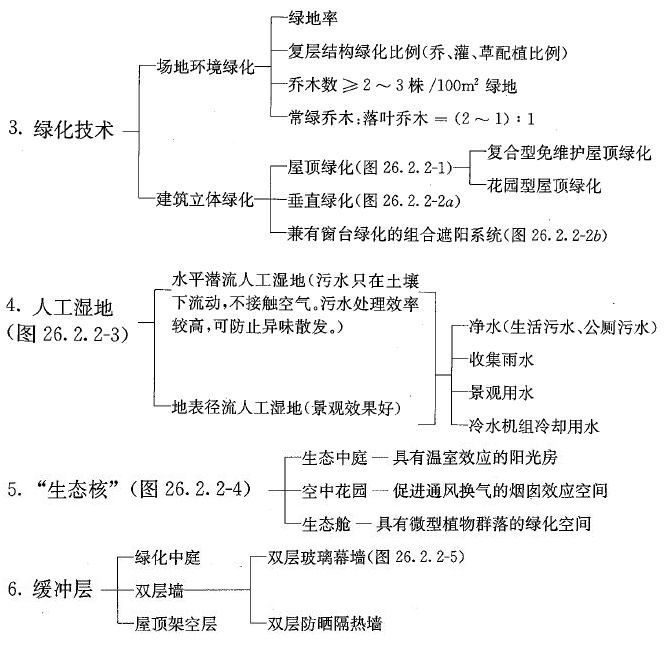 绿地率
场地环境绿化
复层结构绿化比例(乔、灌、草配植比例)
乔木数≥2～3株/100m²绿地
3. 绿化技术
常绿乔木:落叶乔木＝(2～1):1
屋顶绿化(图 26.2.2-1)
复合型免维护屋顶绿化
花园型屋顶绿化
建筑立体绿化
垂直绿化(图 26.2.2-2a)
兼有窗台绿化的组合遮阳系统(图 26.2.2-2b)
4. 人工湿地
(图 26.2.2-3)
水平潜流人工湿地(污水只在土壤
下流动,不接触空气。污水处理效率
较高,可防止异味散发。)
地表径流人工湿地(景观效果好)
净水(生活污水、公厕污水)
收集雨水
景观用水
冷水机组冷却用水
5. “生态核”(图 26.2.2-4)
生态中庭 — 具有温室效应的阳光房
空中花园 — 促进通风换气的烟囱效应空间
生态舱 — 具有微型植物群落的绿化空间
6. 缓冲层
绿化中庭
双层墙
屋顶架空层
双层玻璃幕墙(图 26.2.2-5)
双层防晒隔热墙